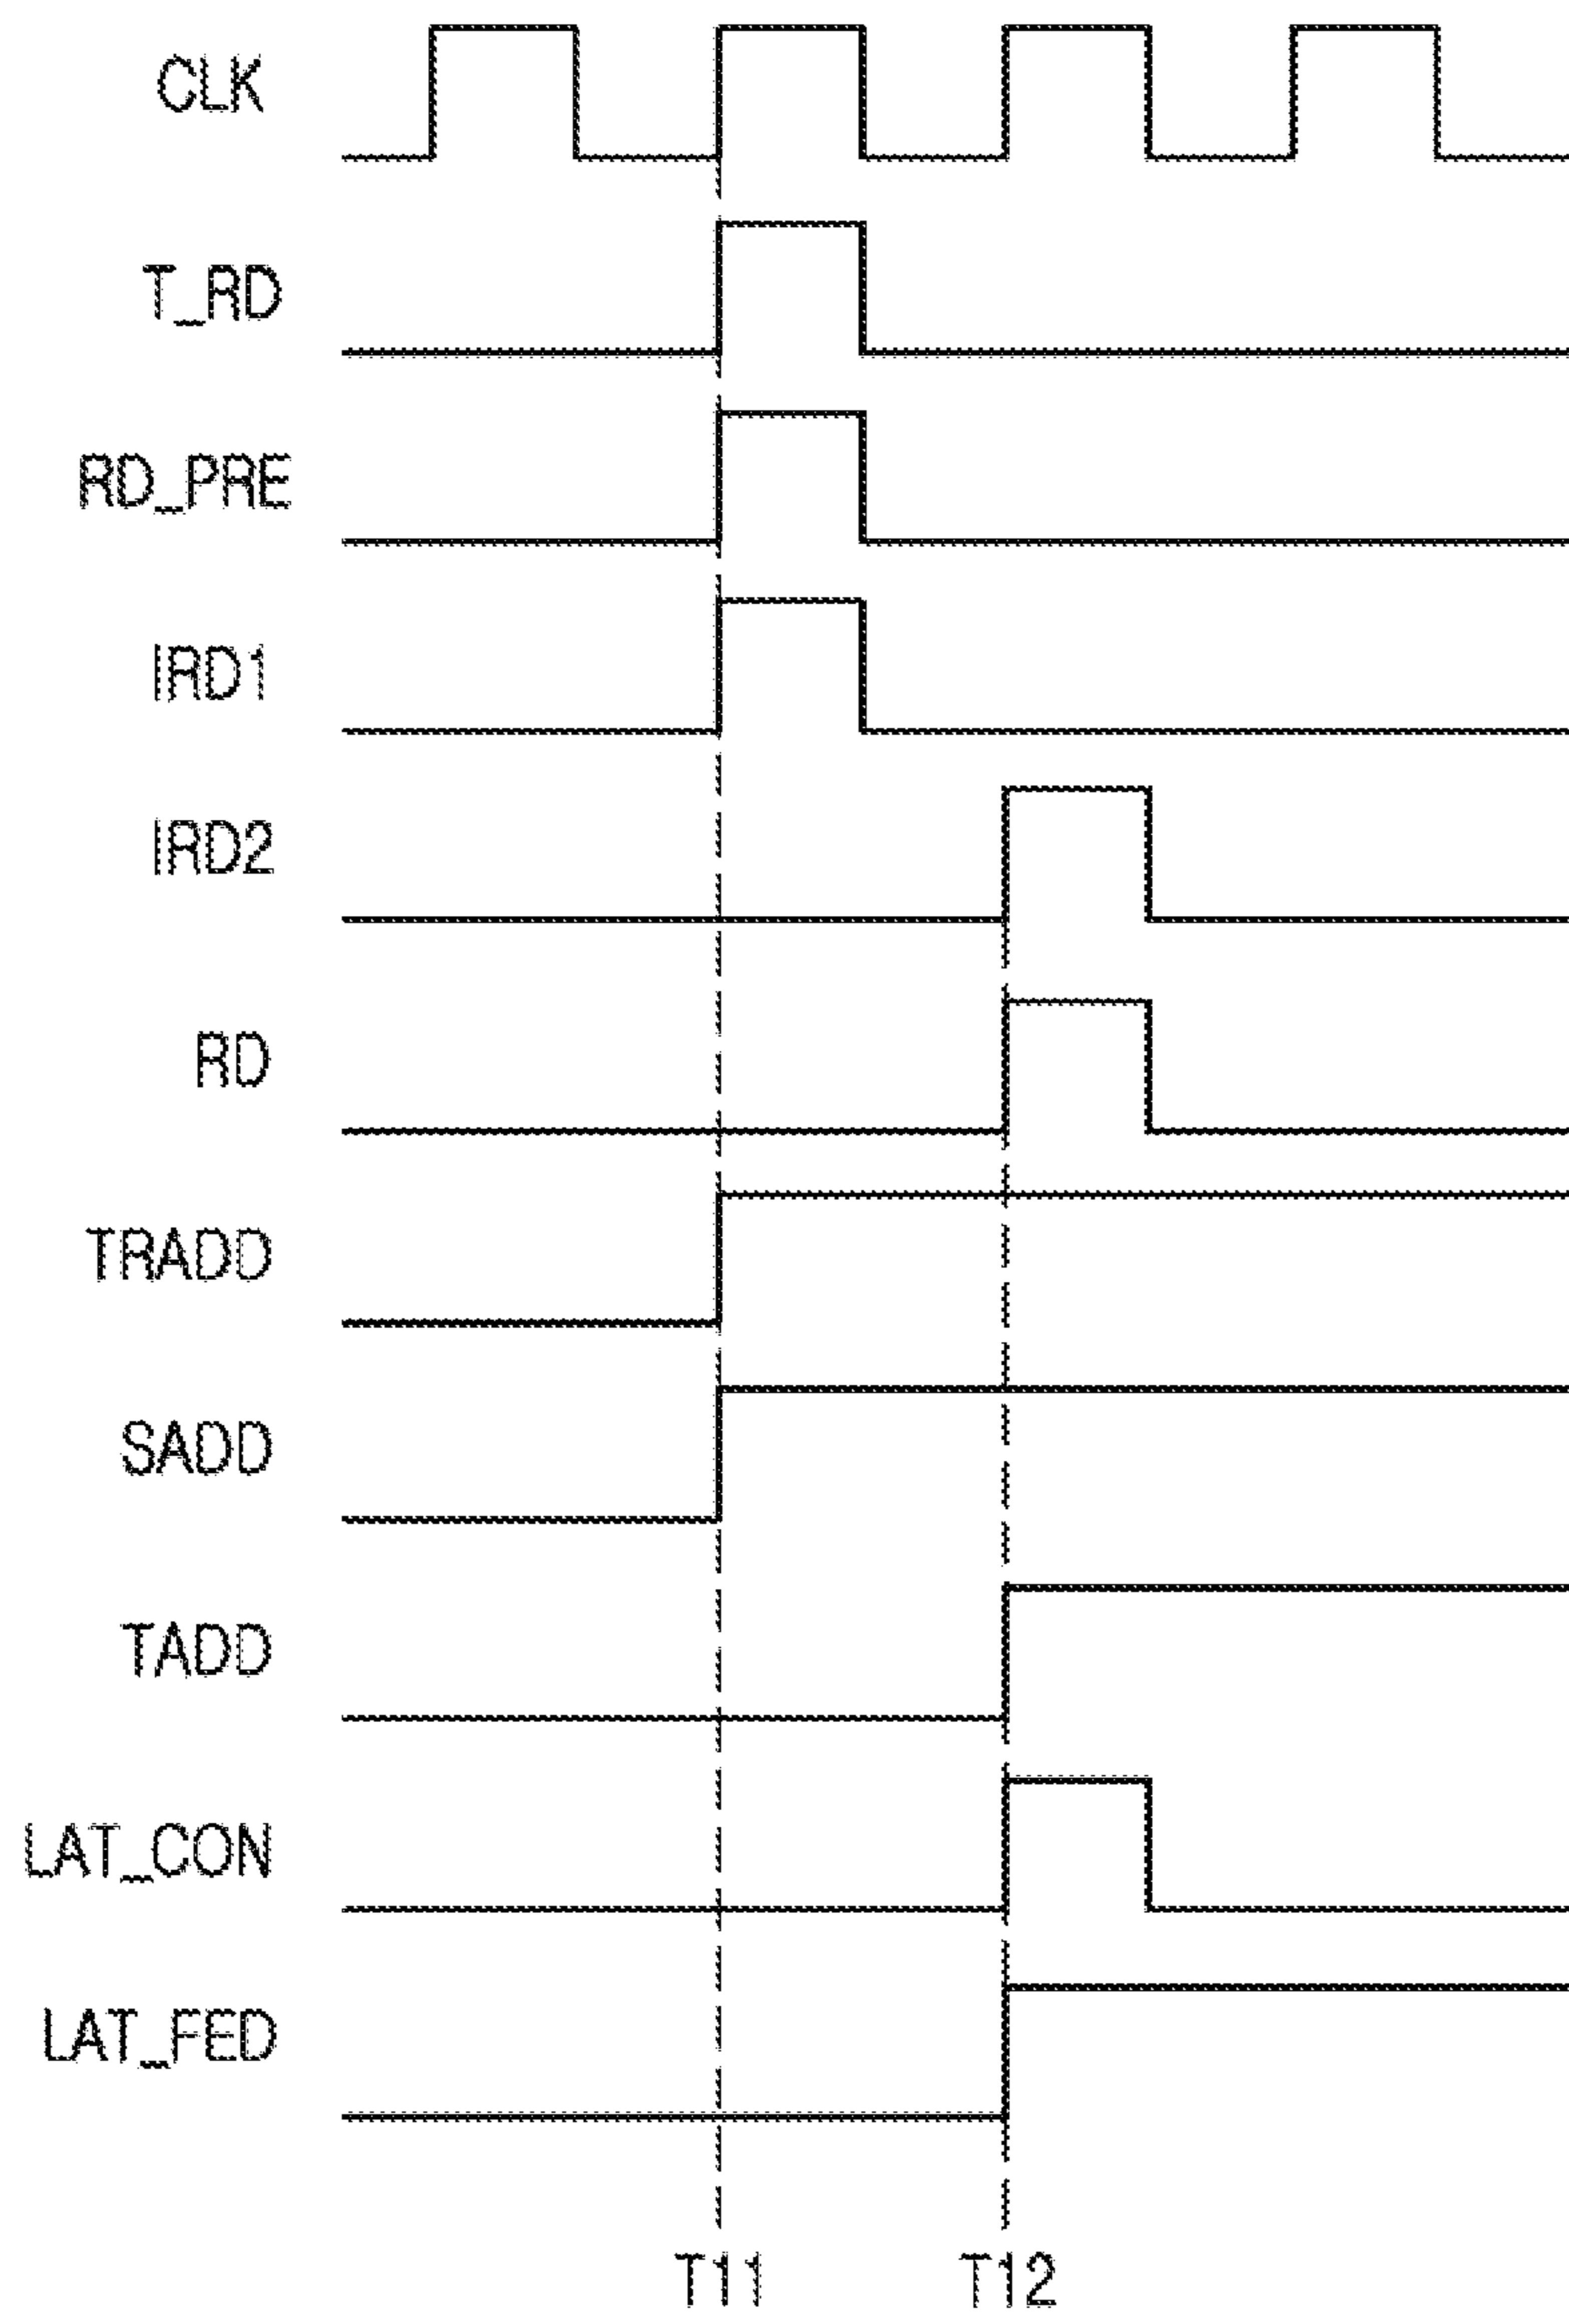 CLK
T_RD
RD_PRE
IRD1
IRD2
RD
TRADD
SADD
TADD
LAT_CON
LAT_FED
T11 T12